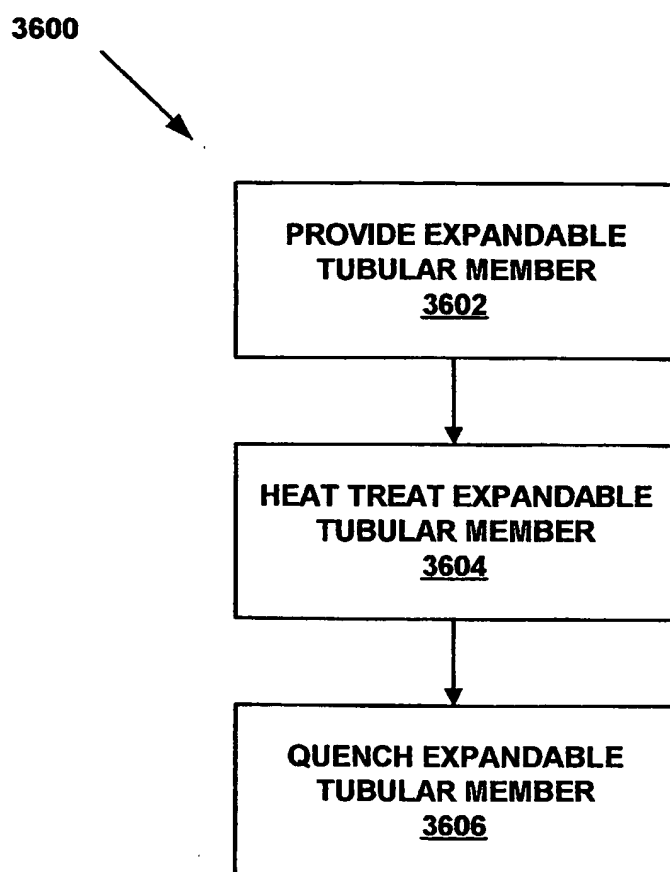 3600
PROVIDE EXPANDABLE
TUBULAR MEMBER
3602
HEAT TREAT EXPANDABLE
TUBULAR MEMBER
3604
QUENCH EXPANDABLE
TUBULAR MEMBER
3606